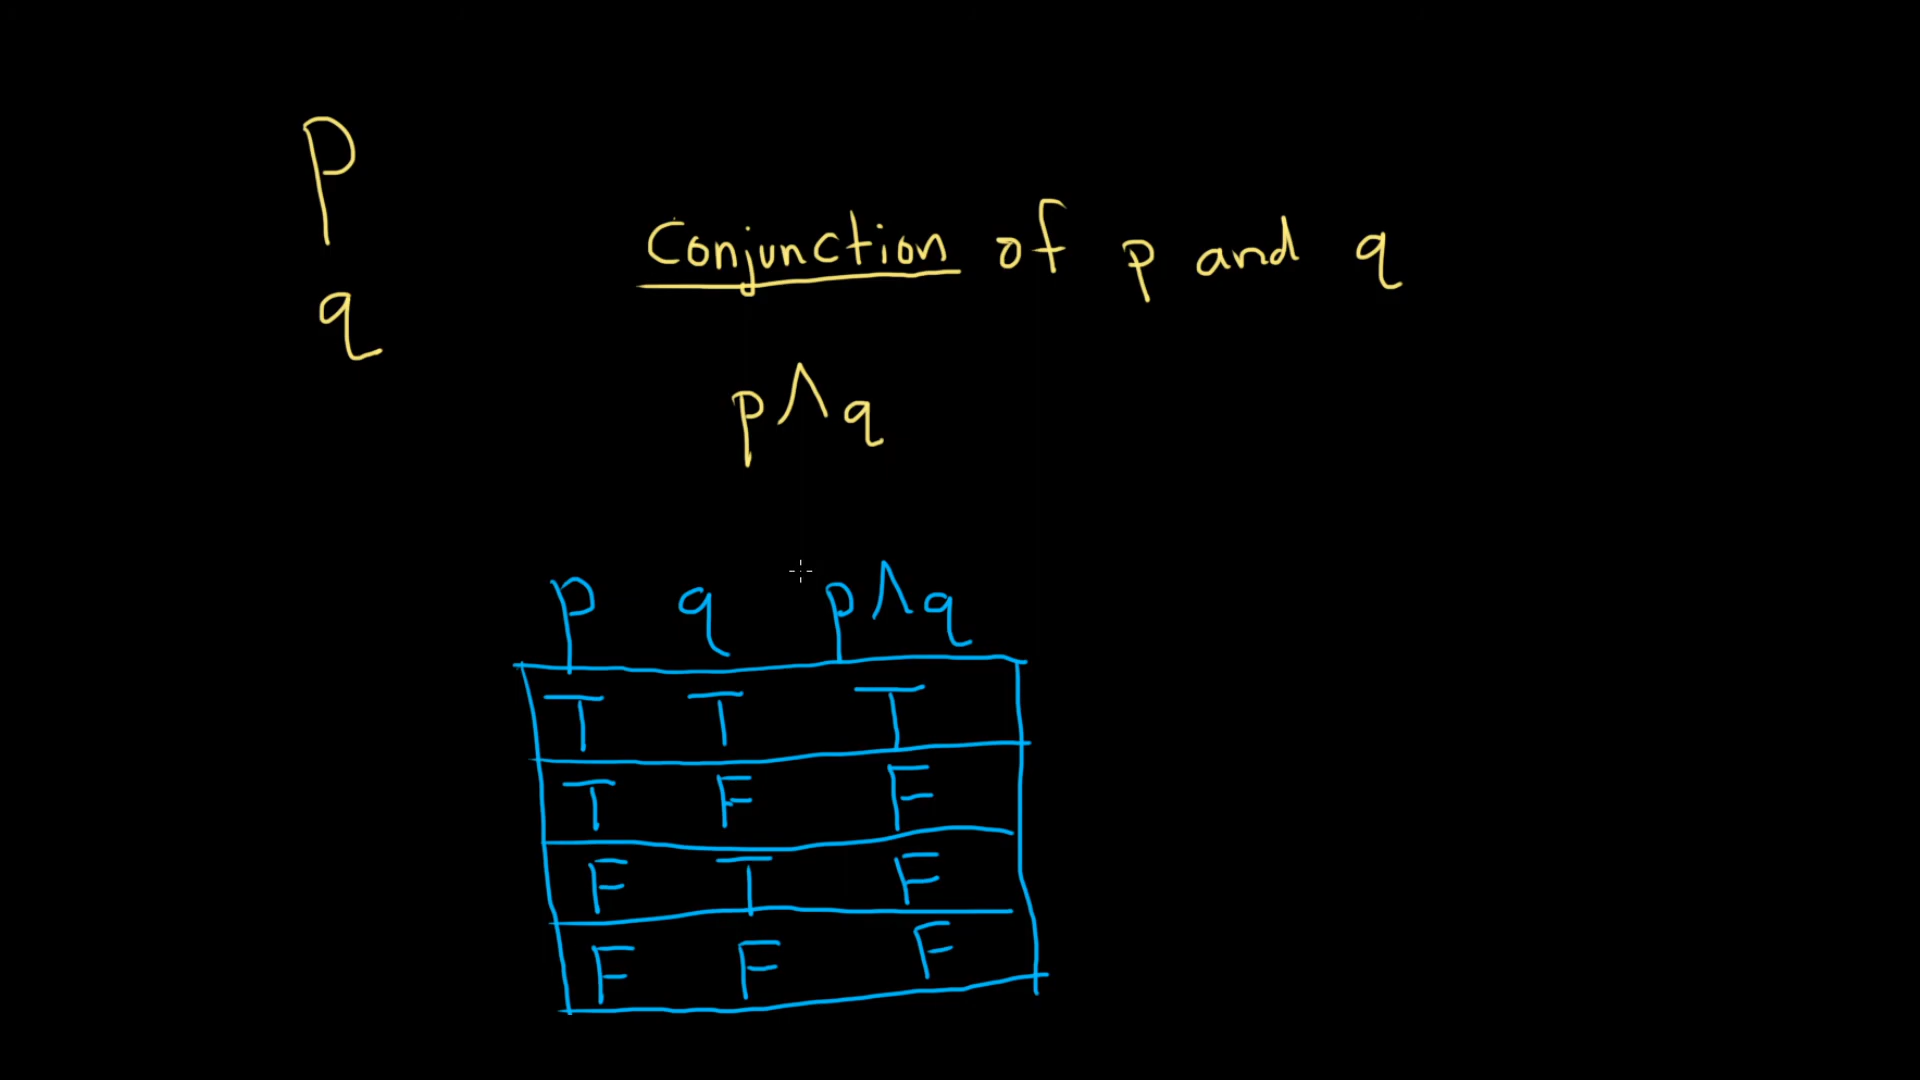 P
q
Conjunction of p and q
p∧q
p q p∧q
T T T
T F F
F T F
F F F